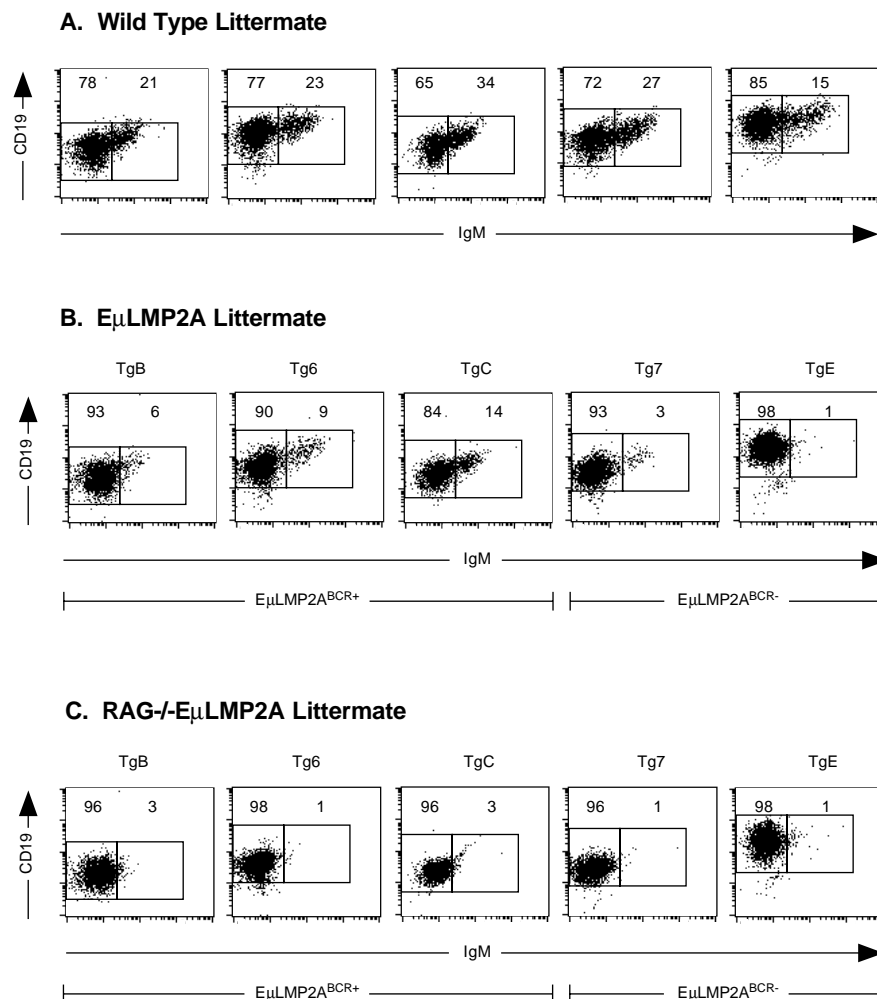 A. Wild Type Littermate
78 21 77 23 65 34 72 27 85 15
CD19
IgM
B. EμLMP2A Littermate
TgB Tg6 TgC Tg7 TgE
93 6 90 9 84 14 93 3 98 1
CD19
IgM
EμLMP2A^BCR+ EμLMP2A^BCR-
C. RAG-/-EμLMP2A Littermate
TgB Tg6 TgC Tg7 TgE
96 3 98 1 96 3 96 1 98 1
CD19
IgM
EμLMP2A^BCR+ EμLMP2A^BCR-